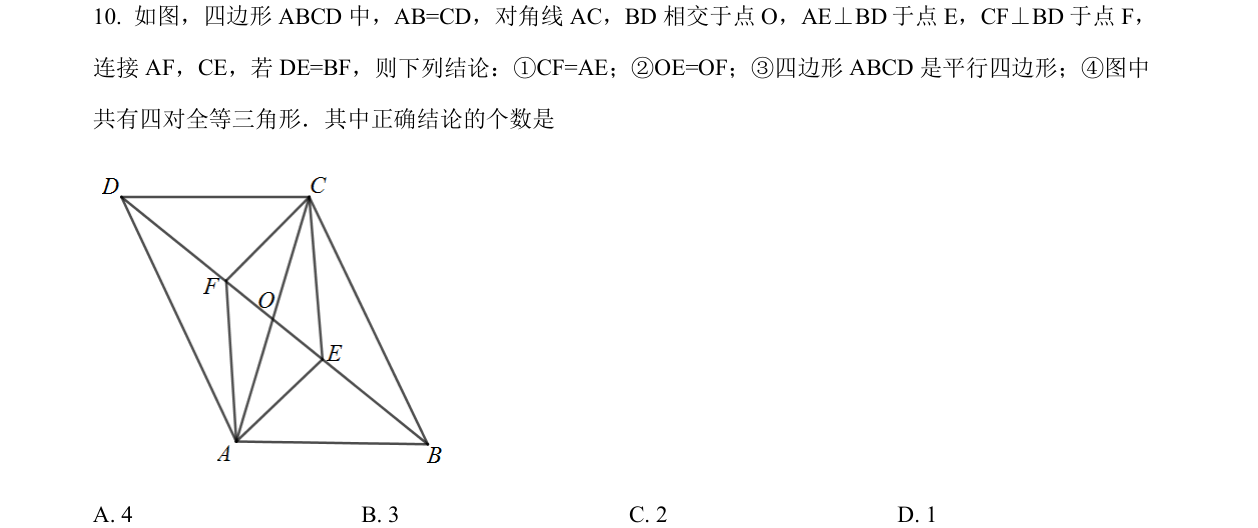 10. 如图，四边形 ABCD 中，AB=CD，对角线 AC，BD 相交于点 O，AE⊥BD 于点 E，CF⊥BD 于点 F，
连接 AF，CE，若 DE=BF，则下列结论：①CF=AE；②OE=OF；③四边形 ABCD 是平行四边形；④图中
共有四对全等三角形．其中正确结论的个数是
D
C
F
O
E
A
B
A. 4 B. 3 C. 2 D. 1